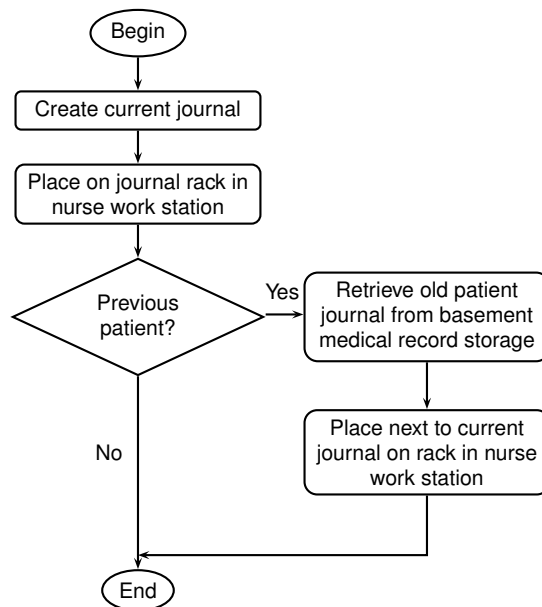 Begin
Create current journal
Place on journal rack in
nurse work station
Previous
patient?
Yes
Retrieve old patient
journal from basement
medical record storage
Place next to current
journal on rack in nurse
work station
No
End